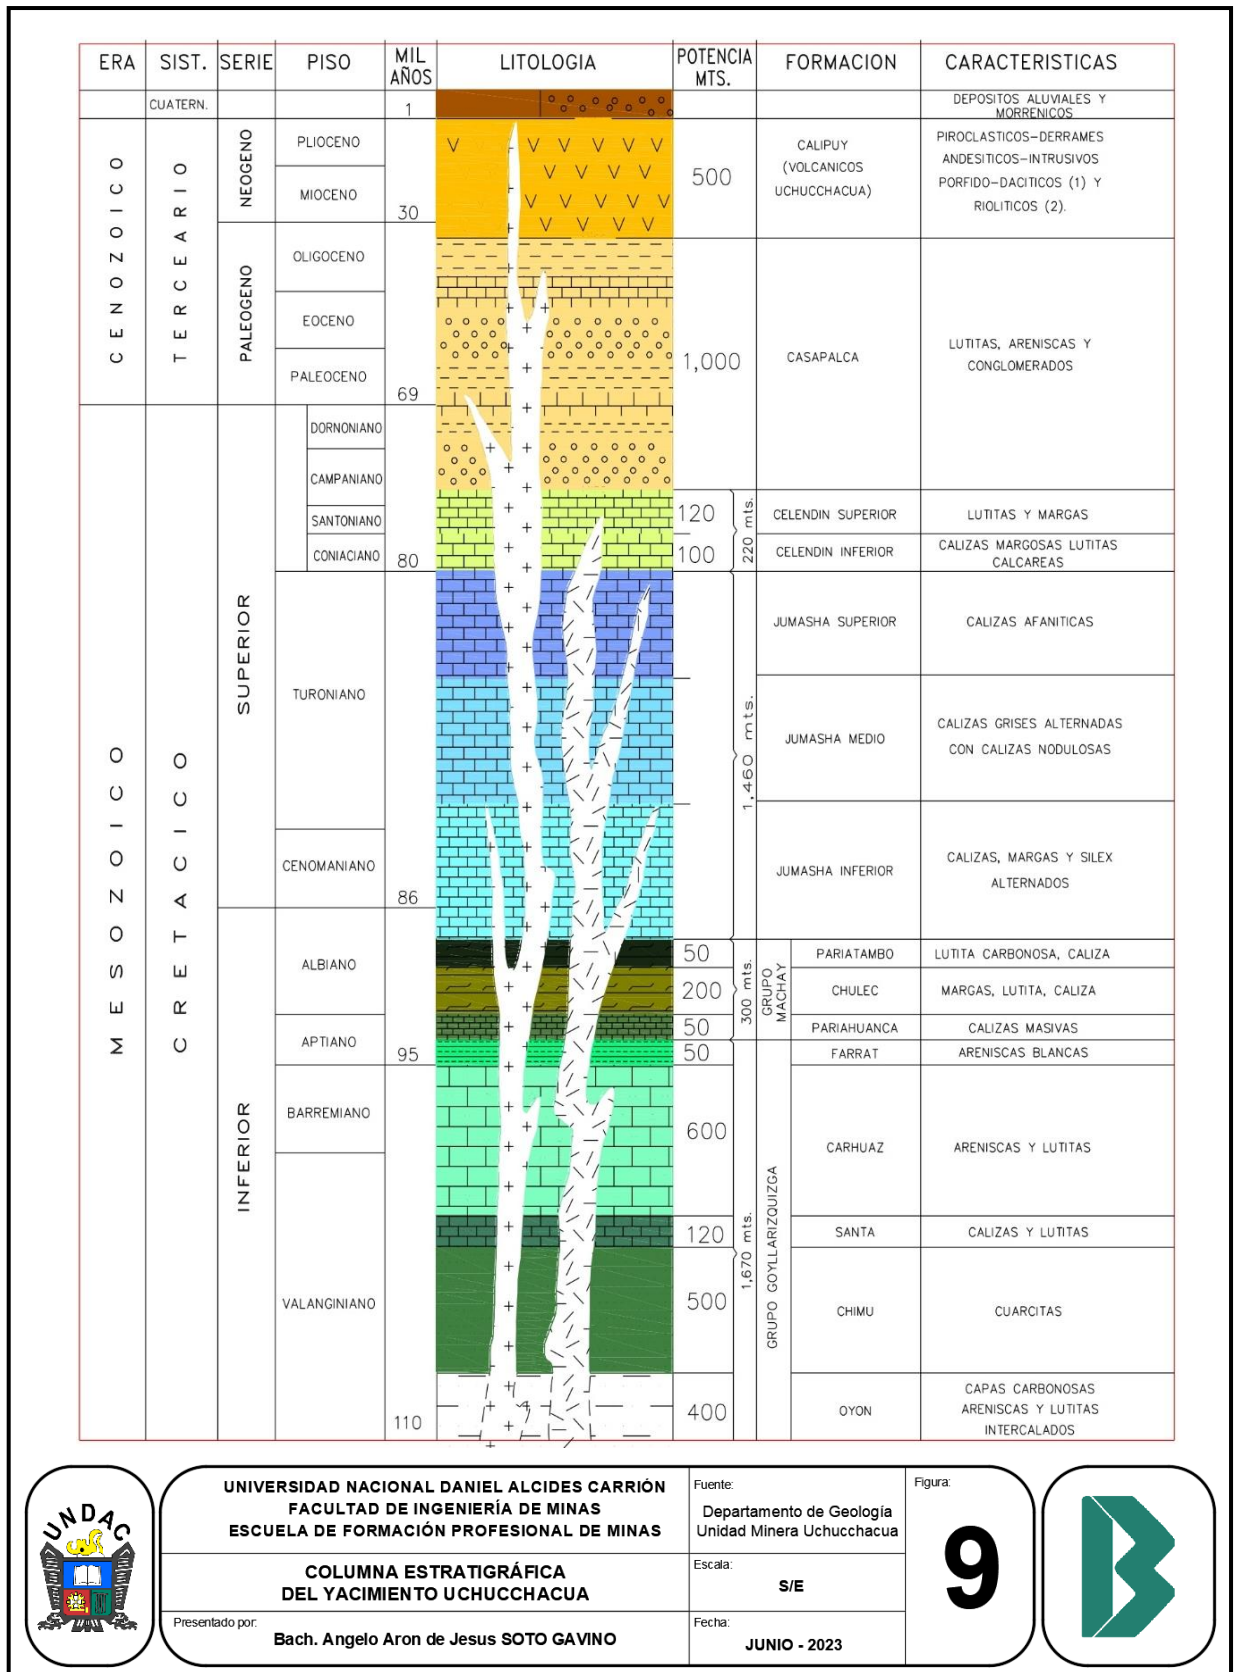 ERA SIST. SERIE PISO MIL AÑOS LITOLOGIA POTENCIA MTS. FORMACION CARACTERISTICAS
CUATERN.
1
DEPOSITOS ALUVIALES Y
MORRENICOS
CENOZOICO
TERCEARIO
NEOGENO
PLIOCENO
MIOCENO
30
500
CALIPUY
(VOLCANICOS
UCHUCCHACUA)
PIROCLASTICOS-DERRAMES
ANDESITICOS-INTRUSIVOS
PORFIDO-DACITICOS (1) Y
RIOLITICOS (2).
PALEOGENO
OLIGOCENO
EOCENO
PALEOCENO
69
1,000
CASAPALCA
LUTITAS, ARENISCAS Y
CONGLOMERADOS
MESOZOICO
CRETACICO
SUPERIOR
DORNONIANO
CAMPANIANO
SANTONIANO
CONIACIANO
80
120
100
220 mts.
CELENDIN SUPERIOR
LUTITAS Y MARGAS
CELENDIN INFERIOR
CALIZAS MARGOSAS LUTITAS
CALCAREAS
TURONIANO
CENOMANIANO
86
1,460 mts.
JUMASHA SUPERIOR
CALIZAS AFANITICAS
JUMASHA MEDIO
CALIZAS GRISES ALTERNADAS
CON CALIZAS NODULOSAS
JUMASHA INFERIOR
CALIZAS, MARGAS Y SILEX
ALTERNADOS
INFERIOR
ALBIANO
APTIANO
95
BARREMIANO
VALANGINIANO
110
300 mts.
GRUPO
MACHAY
50
PARIATAMBO
LUTITA CARBONOSA, CALIZA
200
CHULEC
MARGAS, LUTITA, CALIZA
50
PARIAHUANCA
CALIZAS MASIVAS
1,670 mts.
GRUPO GOYLLARIZQUIZGA
50
FARRAT
ARENISCAS BLANCAS
600
CARHUAZ
ARENISCAS Y LUTITAS
120
SANTA
CALIZAS Y LUTITAS
500
CHIMU
CUARCITAS
400
OYON
CAPAS CARBONOSAS
ARENISCAS Y LUTITAS
INTERCALADOS
UNDAC
UNIVERSIDAD NACIONAL DANIEL ALCIDES CARRIÓN
FACULTAD DE INGENIERÍA DE MINAS
ESCUELA DE FORMACIÓN PROFESIONAL DE MINAS
COLUMNA ESTRATIGRÁFICA
DEL YACIMIENTO UCHUCCHACUA
Presentado por:
Bach. Angelo Aron de Jesus SOTO GAVINO
Fuente:
Departamento de Geología
Unidad Minera Uchucchacua
Escala:
S/E
Fecha:
JUNIO - 2023
Figura:
9
B